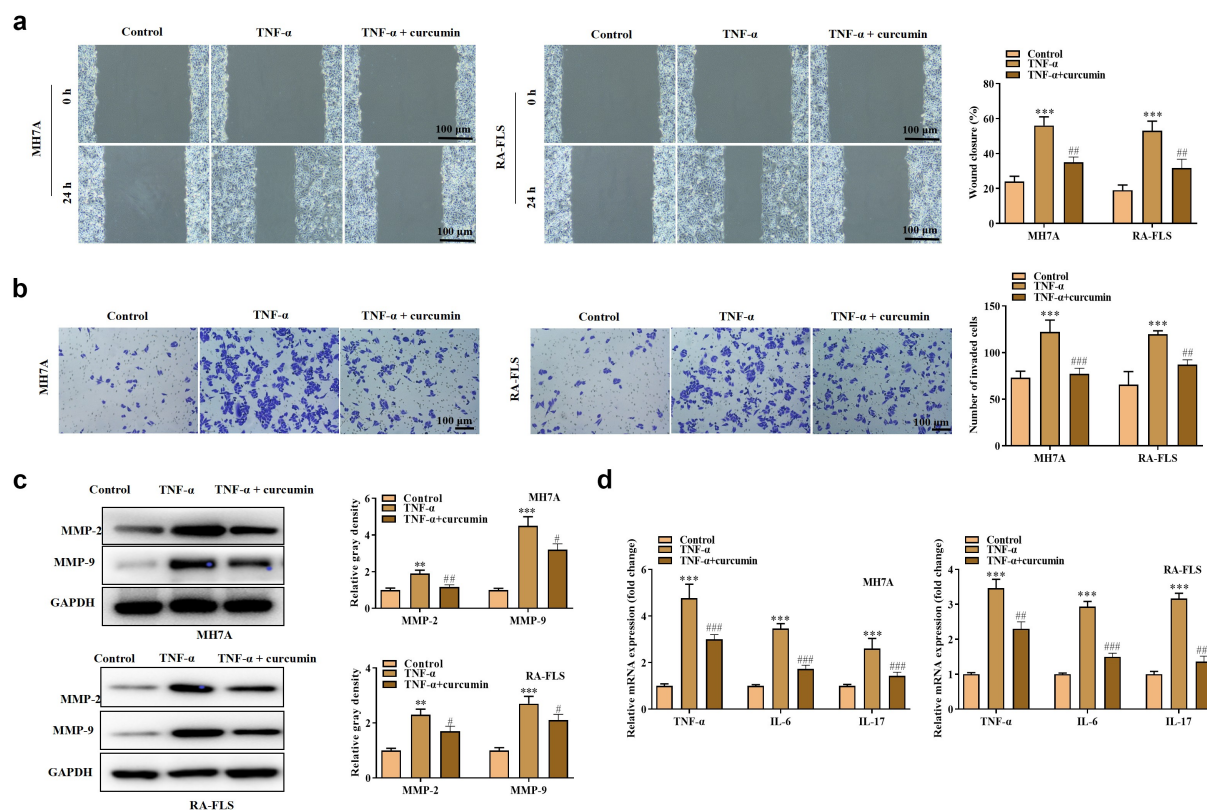 a
Control TNF-α TNF-α + curcumin
MH7A
0 h
100 μm
24 h
100 μm
Control TNF-α TNF-α + curcumin
RA-FLS
0 h
100 μm
24 h
100 μm
Control
TNF-α
TNF-α+curcumin
Wound closure (%)
80
60
40
20
0
*** ## *** ##
MH7A RA-FLS
b
Control TNF-α TNF-α + curcumin
MH7A
100 μm
Control TNF-α TNF-α + curcumin
RA-FLS
100 μm
Control
TNF-α
TNF-α+curcumin
Number of invaded cells
150
100
50
0
*** ### *** ##
MH7A RA-FLS
c
Control TNF-α TNF-α + curcumin
MMP-2
MMP-9
GAPDH
MH7A
Control
TNF-α
TNF-α+curcumin
MH7A
Relative gray density
6
4
2
0
** ## *** #
MMP-2 MMP-9
Control TNF-α TNF-α + curcumin
MMP-2
MMP-9
GAPDH
RA-FLS
Control
TNF-α
TNF-α+curcumin
RA-FLS
Relative gray density
4
3
2
1
0
** # *** #
MMP-2 MMP-9
d
Control
TNF-α
TNF-α+curcumin
MH7A
Relative mRNA expression (fold change)
6
4
2
0
*** ### *** ### *** ###
TNF-α IL-6 IL-17
Control
TNF-α
TNF-α+curcumin
RA-FLS
Relative mRNA expression (fold change)
4
3
2
1
0
*** ## *** ### *** ##
TNF-α IL-6 IL-17